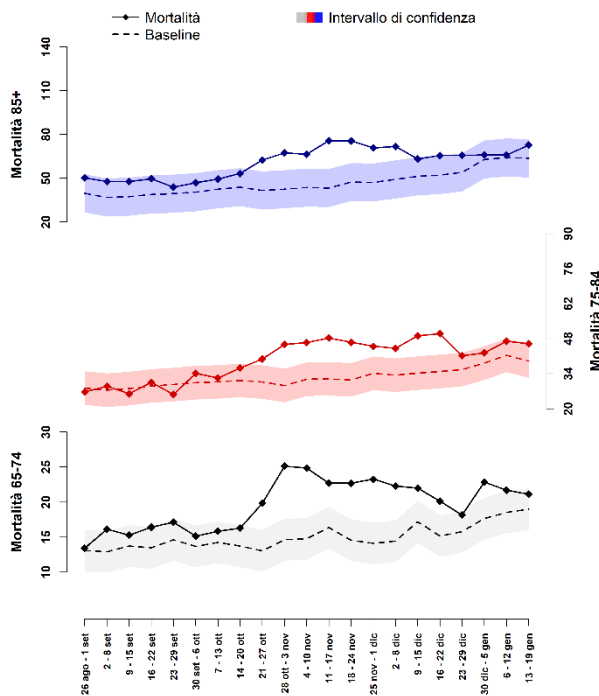 Mortalità
Baseline
Intervallo di confidenza
Mortalità 85+
140
110
80
50
20
Mortalità 75-84
90
76
62
48
34
20
Mortalità 65-74
30
25
20
15
10
26 ago - 1 set
2 - 8 set
9 - 15 set
16 - 22 set
23 - 29 set
30 set - 6 ott
7 - 13 ott
14 - 20 ott
21 - 27 ott
28 ott - 3 nov
4 - 10 nov
11 - 17 nov
18 - 24 nov
25 nov - 1 dic
2 - 8 dic
9 - 15 dic
16 - 22 dic
23 - 29 dic
30 dic - 5 gen
6 - 12 gen
13 - 19 gen